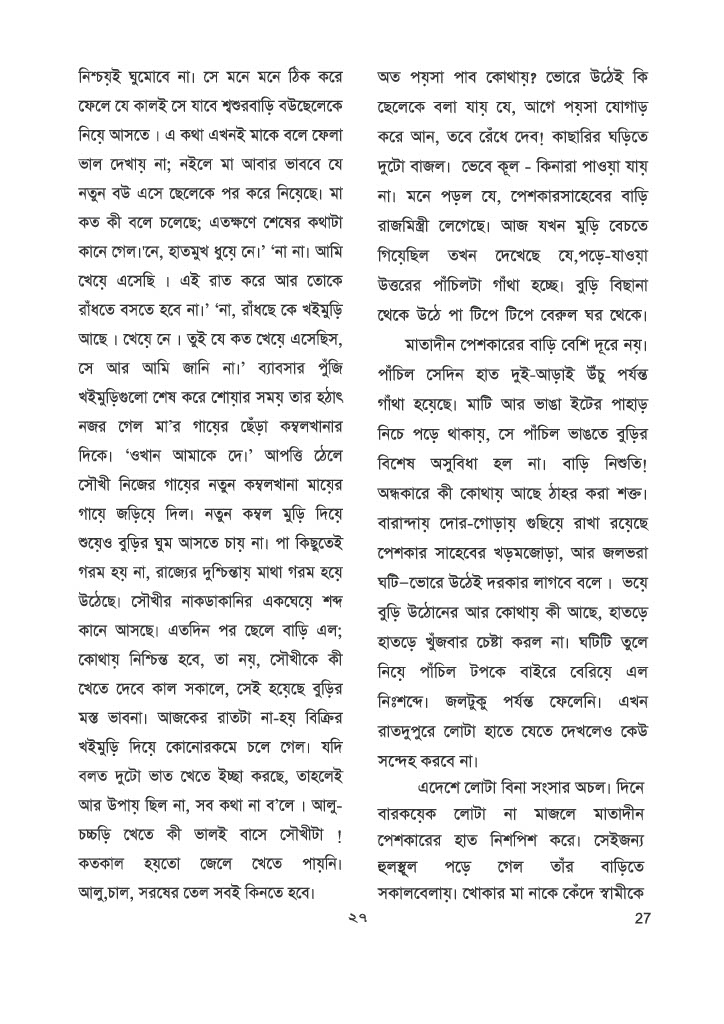 নিশ্চয়ই ঘুমোবে না। সে মনে মনে ঠিক করে
ফেলে যে কালই সে যাবে শ্বশুরবাড়ি বউছেলেকে
নিয়ে আসতে । এ কথা এখনই মাকে বলে ফেলা
ভাল দেখায় না; নইলে মা আবার ভাববে যে
নতুন বউ এসে ছেলেকে পর করে নিয়েছে। মা
কত কী বলে চলেছে; এতক্ষণে শেষের কথাটা
কানে গেল।'নে, হাতমুখ ধুয়ে নে।’ ‘না না। আমি
খেয়ে এসেছি । এই রাত করে আর তোকে
রাঁধতে বসতে হবে না।’ ‘না, রাঁধছে কে খইমুড়ি
আছে । খেয়ে নে । তুই যে কত খেয়ে এসেছিস,
সে আর আমি জানি না।’ ব্যাবসার পুঁজি
খইমুড়িগুলো শেষ করে শোয়ার সময় তার হঠাৎ
নজর গেল মা’র গায়ের ছেঁড়া কম্বলখানার
দিকে। ‘ওখান আমাকে দে।’ আপত্তি ঠেলে
সৌখী নিজের গায়ের নতুন কম্বলখানা মায়ের
গায়ে জড়িয়ে দিল। নতুন কম্বল মুড়ি দিয়ে
শুয়েও বুড়ির ঘুম আসতে চায় না। পা কিছুতেই
গরম হয় না, রাজ্যের দুশ্চিন্তায় মাথা গরম হয়ে
উঠেছে। সৌখীর নাকডাকানির একঘেয়ে শব্দ
কানে আসছে। এতদিন পর ছেলে বাড়ি এল;
কোথায় নিশ্চিন্ত হবে, তা নয়, সৌখীকে কী
খেতে দেবে কাল সকালে, সেই হয়েছে বুড়ির
মস্ত ভাবনা। আজকের রাতটা না-হয় বিক্রির
খইমুড়ি দিয়ে কোনোরকমে চলে গেল। যদি
বলত দুটো ভাত খেতে ইচ্ছা করছে, তাহলেই
আর উপায় ছিল না, সব কথা না ব’লে । আলু-
চচ্চড়ি খেতে কী ভালই বাসে সৌখীটা !
কতকাল হয়তো জেলে খেতে পায়নি।
আলু,চাল, সরষের তেল সবই কিনতে হবে।
অত পয়সা পাব কোথায়? ভোরে উঠেই কি
ছেলেকে বলা যায় যে, আগে পয়সা যোগাড়
করে আন, তবে রেঁধে দেব! কাছারির ঘড়িতে
দুটো বাজল। ভেবে কূল - কিনারা পাওয়া যায়
না। মনে পড়ল যে, পেশকারসাহেবের বাড়ি
রাজমিস্ত্রী লেগেছে। আজ যখন মুড়ি বেচতে
গিয়েছিল তখন দেখেছে যে,পড়ে-যাওয়া
উত্তরের পাঁচিলটা গাঁথা হচ্ছে। বুড়ি বিছানা
থেকে উঠে পা টিপে টিপে বেরুল ঘর থেকে।
মাতাদীন পেশকারের বাড়ি বেশি দূরে নয়।
পাঁচিল সেদিন হাত দুই-আড়াই উঁচু পর্যন্ত
গাঁথা হয়েছে। মাটি আর ভাঙা ইটের পাহাড়
নিচে পড়ে থাকায়, সে পাঁচিল ভাঙতে বুড়ির
বিশেষ অসুবিধা হল না। বাড়ি নিশুতি!
অন্ধকারে কী কোথায় আছে ঠাহর করা শক্ত।
বারান্দায় দোর-গোড়ায় গুছিয়ে রাখা রয়েছে
পেশকার সাহেবের খড়মজোড়া, আর জলভরা
ঘটি–ভোরে উঠেই দরকার লাগবে বলে । ভয়ে
বুড়ি উঠোনের আর কোথায় কী আছে, হাতড়ে
হাতড়ে খুঁজবার চেষ্টা করল না। ঘটিটি তুলে
নিয়ে পাঁচিল টপকে বাইরে বেরিয়ে এল
নিঃশব্দে। জলটুকু পর্যন্ত ফেলেনি। এখন
রাতদুপুরে লোটা হাতে যেতে দেখলেও কেউ
সন্দেহ করবে না।
এদেশে লোটা বিনা সংসার অচল। দিনে
বারকয়েক লোটা না মাজলে মাতাদীন
পেশকারের হাত নিশপিশ করে। সেইজন্য
হুলস্থুল পড়ে গেল তাঁর বাড়িতে
সকালবেলায়। খোকার মা নাকে কেঁদে স্বামীকে
২৭
27